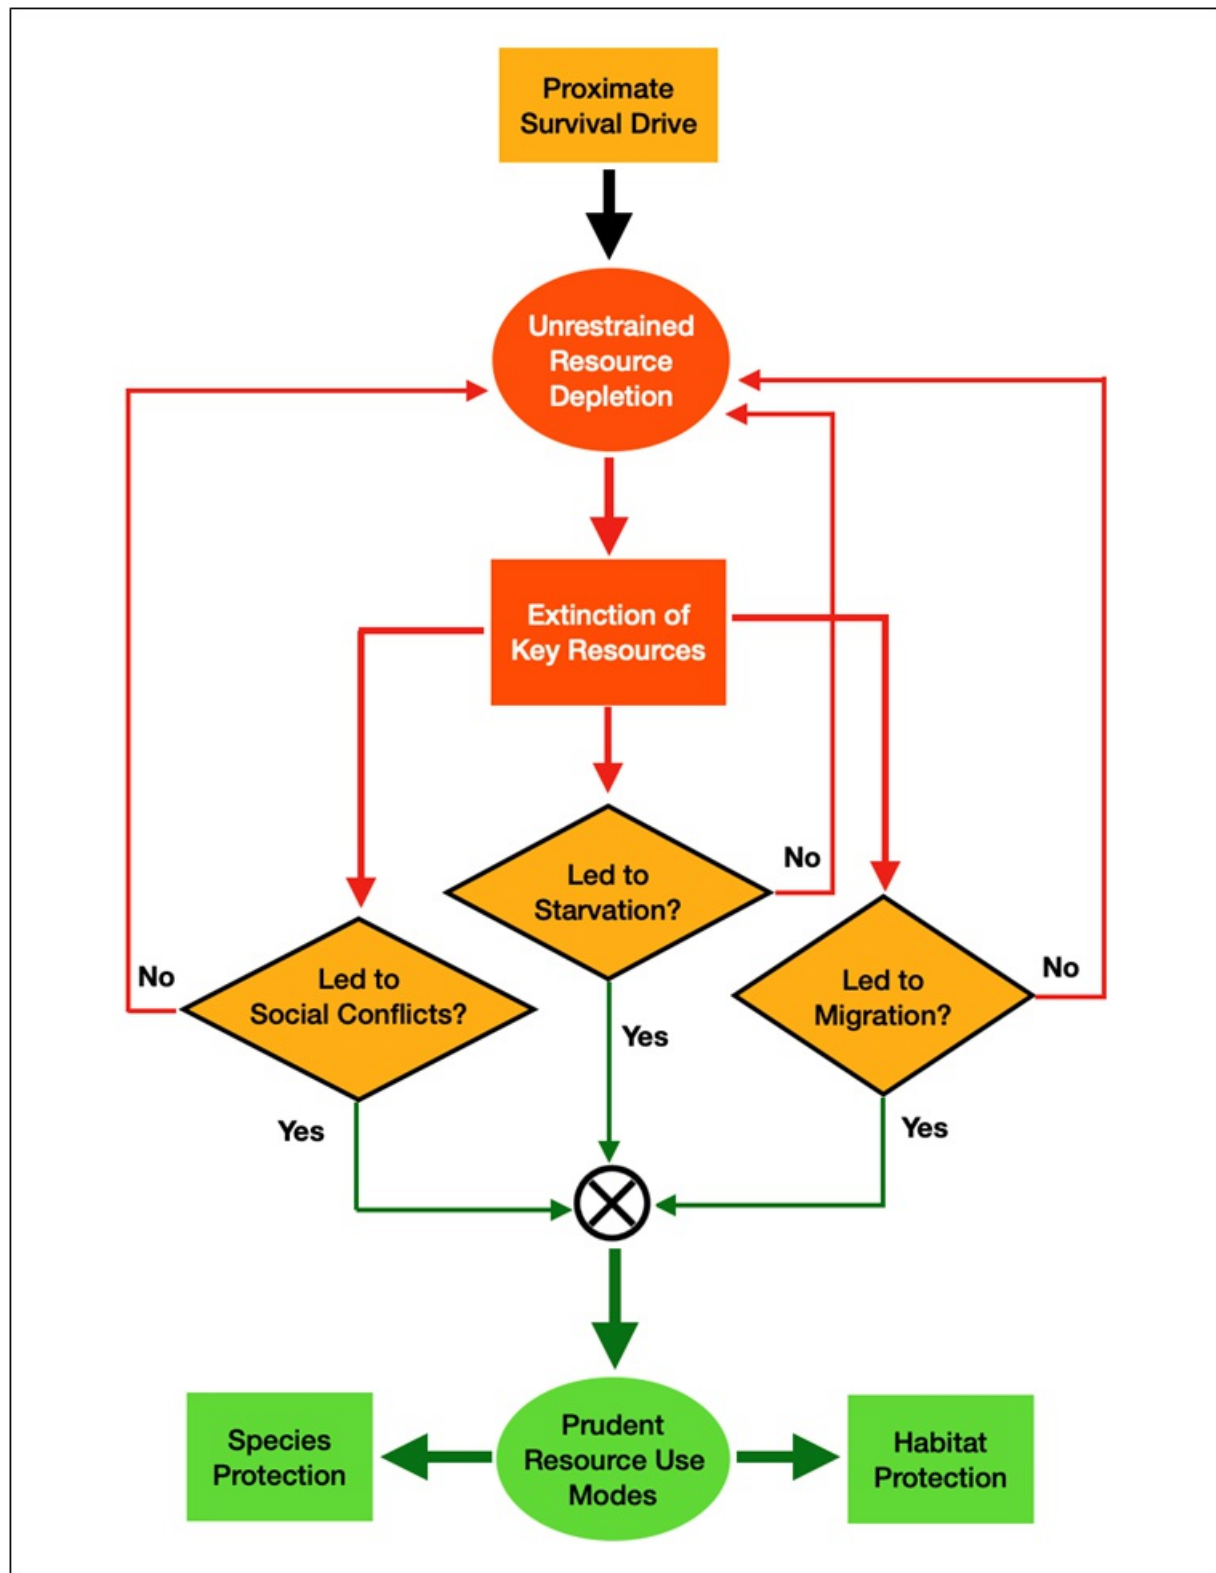 Proximate
Survival Drive
Unrestrained
Resource
Depletion
Extinction of
Key Resources
Led to
Starvation?
No
Led to
Social Conflicts?
No
Led to
Migration?
No
Yes
Yes
Yes
Species
Protection
Prudent
Resource Use
Modes
Habitat
Protection